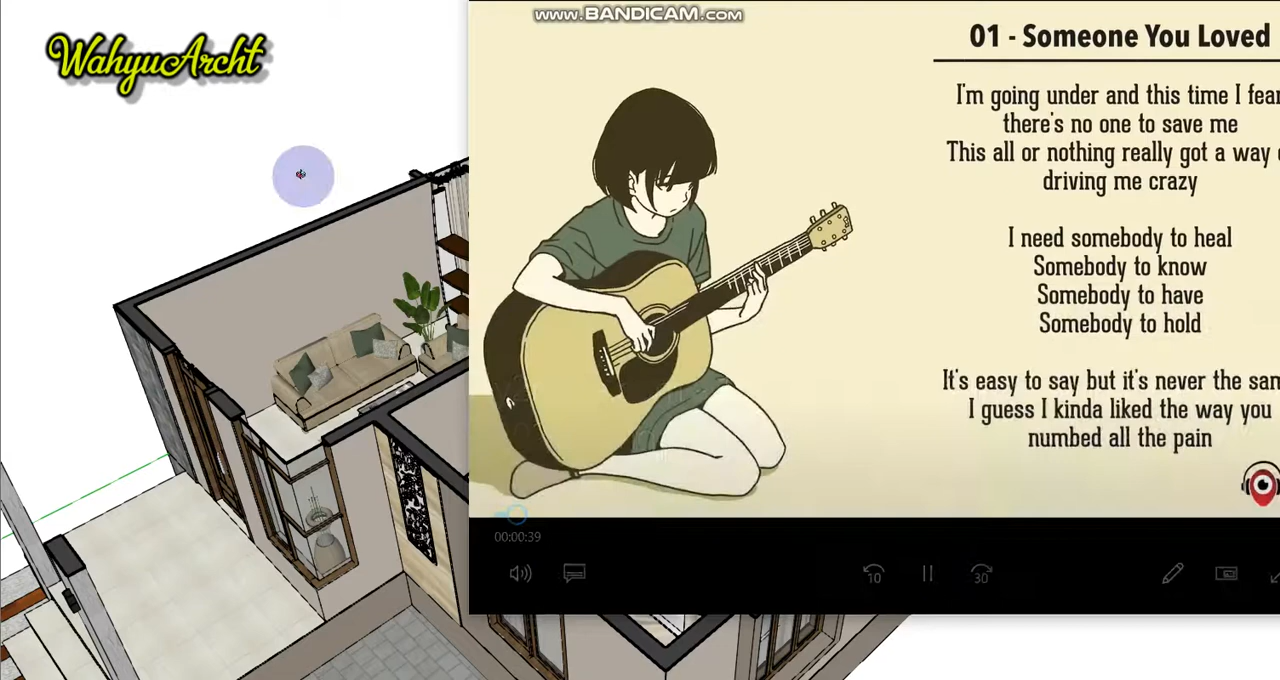 WahyuArcht
www.BANDICAM.com
01 - Someone You Loved
I'm going under and this time I fear
there's no one to save me
This all or nothing really got a way
driving me crazy
I need somebody to heal
Somebody to know
Somebody to have
Somebody to hold
It's easy to say but it's never the
I guess I kinda liked the way you
numbed all the pain
00:00:39
10
30